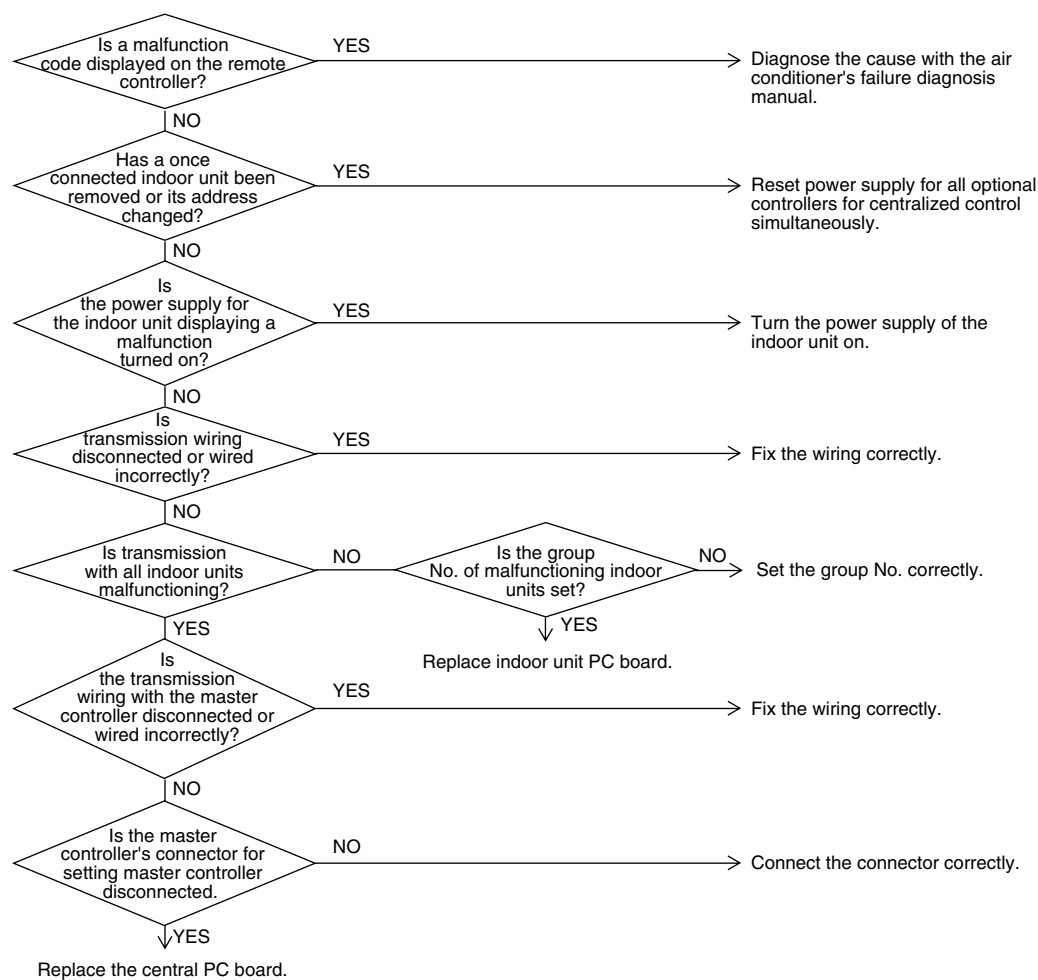 Is a malfunction
code displayed on the remote
controller?
YES
Diagnose the cause with the air
conditioner's failure diagnosis
manual.
NO
Has a once
connected indoor unit been
removed or its address
changed?
YES
Reset power supply for all optional
controllers for centralized control
simultaneously.
NO
Is
the power supply for
the indoor unit displaying a
malfunction
turned on?
YES
Turn the power supply of the
indoor unit on.
NO
Is
transmission wiring
disconnected or wired
incorrectly?
YES
Fix the wiring correctly.
NO
Is transmission
with all indoor units
malfunctioning?
NO
Is the group
No. of malfunctioning indoor
units set?
NO
Set the group No. correctly.
YES
Replace indoor unit PC board.
YES
Is
the transmission
wiring with the master
controller disconnected or
wired incorrectly?
YES
Fix the wiring correctly.
NO
Is the master
controller's connector for
setting master controller
disconnected.
NO
Connect the connector correctly.
YES
Replace the central PC board.